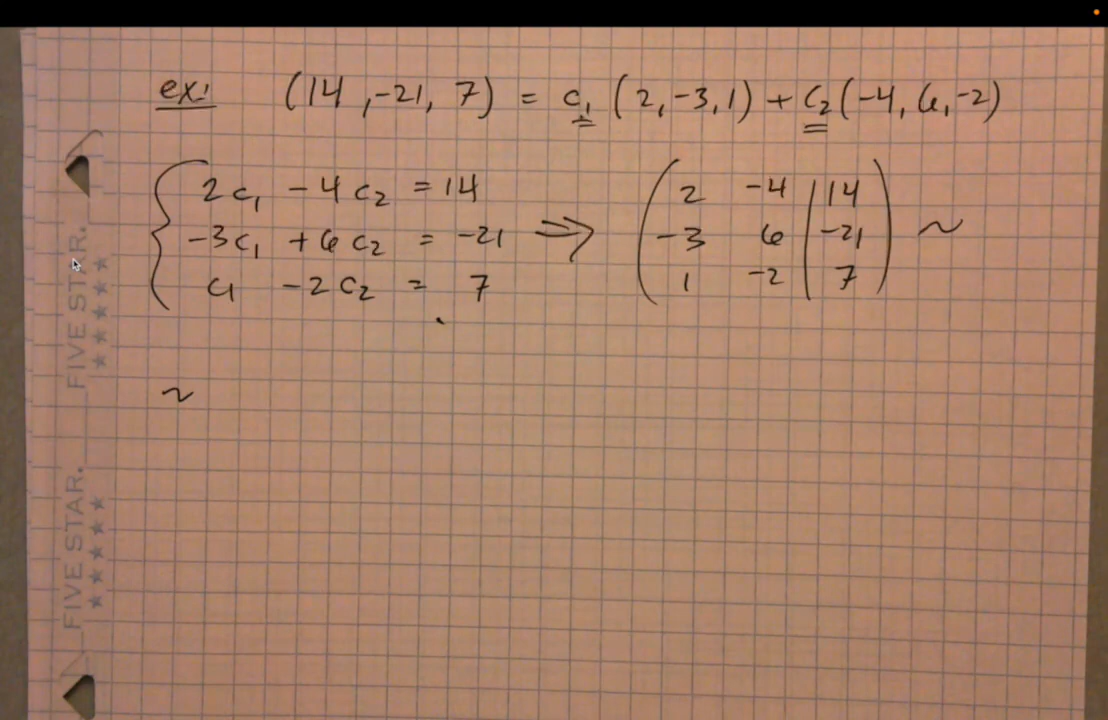 ex: (14, -21, 7) = c₁ (2, -3, 1) + c₂ (-4, 6, -2)
2c₁ - 4c₂ = 14
-3c₁ + 6c₂ = -21
c₁ - 2c₂ = 7
⇒
2 -4 | 14
-3 6 | -21
1 -2 | 7
~
~
FIVE STAR.
★★★★★
FIVE STAR.
★★★★★